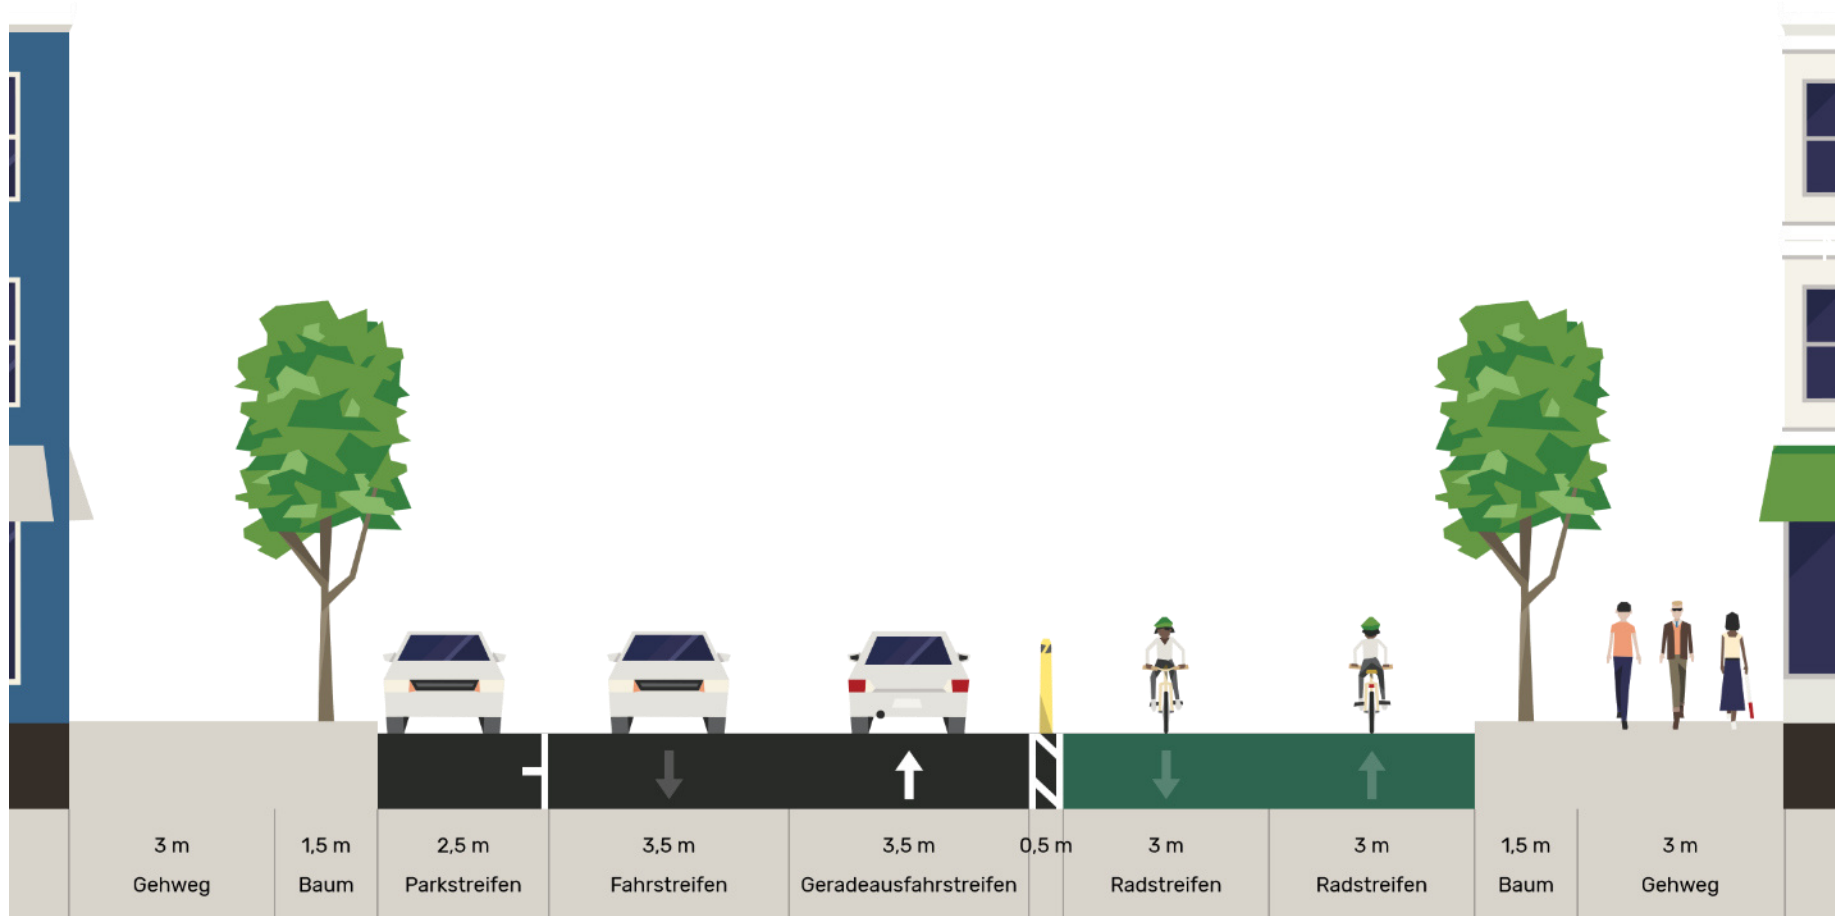 3 m 1,5 m 2,5 m 3,5 m 3,5 m 0,5 m 3 m 3 m 1,5 m 3 m
Gehweg Baum Parkstreifen Fahrstreifen Geradeausfahrstreifen Radstreifen Radstreifen Baum Gehweg